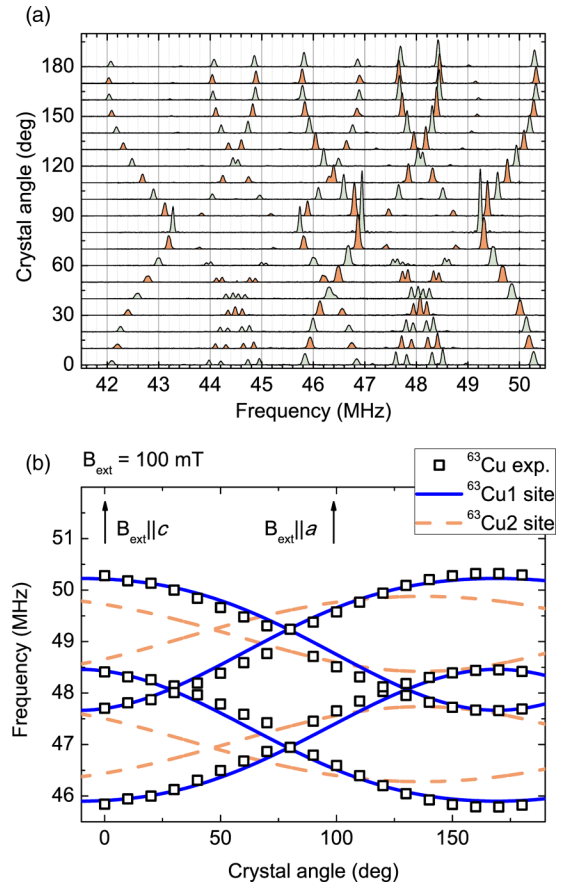 (a)
180
150
120
90
60
30
0
Crystal angle (deg)
42 43 44 45 46 47 48 49 50
Frequency (MHz)
(b)
B_ext = 100 mT
⁶³Cu exp.
⁶³Cu1 site
⁶³Cu2 site
B_ext||c
B_ext||a
51
50
49
48
47
46
Frequency (MHz)
0 50 100 150
Crystal angle (deg)